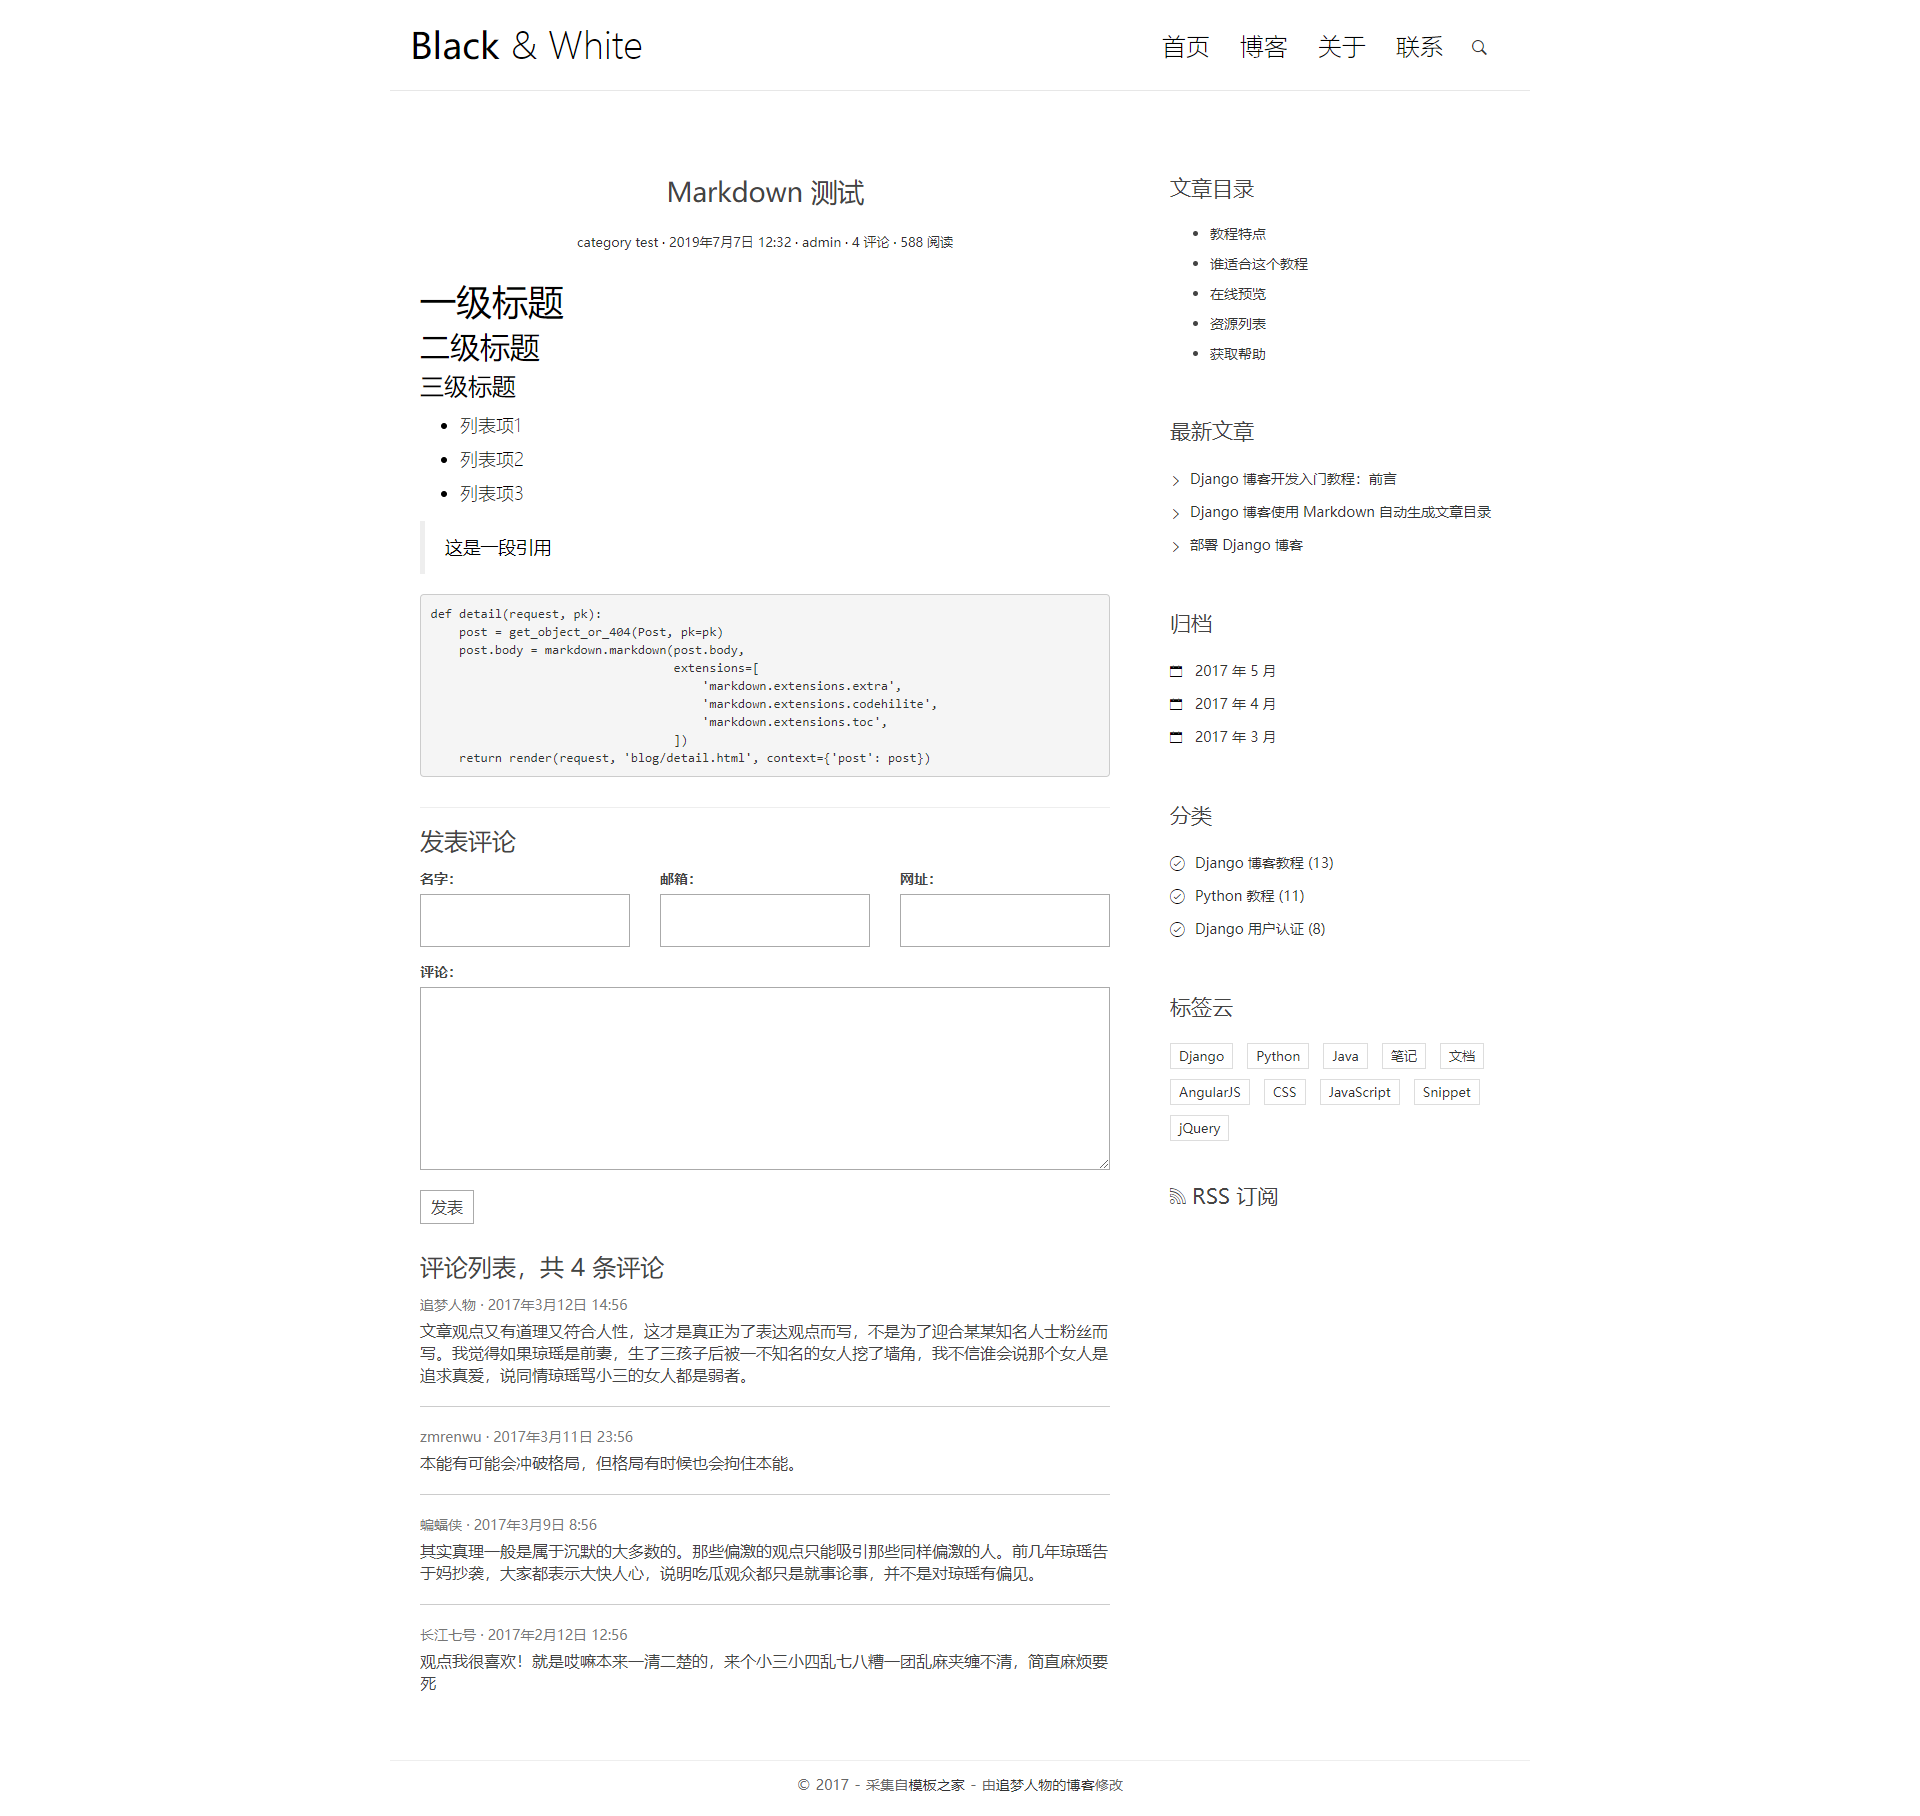 Black & White
首页 博客 关于 联系
Markdown 测试
category test · 2019年7月7日 12:32 · admin · 4 评论 · 588 阅读
一级标题
二级标题
三级标题
列表项1
列表项2
列表项3
这是一段引用
def detail(request, pk):
    post = get_object_or_404(Post, pk=pk)
    post.body = markdown.markdown(post.body,
                                  extensions=[
                                      'markdown.extensions.extra',
                                      'markdown.extensions.codehilite',
                                      'markdown.extensions.toc',
                                  ])
    return render(request, 'blog/detail.html', context={'post': post})
发表评论
名字： 邮箱： 网址：
评论：
发表
评论列表，共 4 条评论
追梦人物 · 2017年3月12日 14:56
文章观点又有道理又符合人性，这才是真正为了表达观点而写，不是为了迎合某某知名人士粉丝而
写。我觉得如果琼瑶是前妻，生了三孩子后被一不知名的女人挖了墙角，我不信谁会说那个女人是
追求真爱，说同情琼瑶骂小三的女人都是弱者。
zmrenwu · 2017年3月11日 23:56
本能有可能会冲破格局，但格局有时候也会拘住本能。
蝙蝠侠 · 2017年3月9日 8:56
其实真理一般是属于沉默的大多数的。那些偏激的观点只能吸引那些同样偏激的人。前几年琼瑶告
于妈抄袭，大家都表示大快人心，说明吃瓜观众都只是就事论事，并不是对琼瑶有偏见。
长江七号 · 2017年2月12日 12:56
观点我很喜欢！就是哎嘛本来一清二楚的，来个小三小四乱七八糟一团乱麻夹缠不清，简直麻烦要
死
文章目录
教程特点
谁适合这个教程
在线预览
资源列表
获取帮助
最新文章
Django 博客开发入门教程：前言
Django 博客使用 Markdown 自动生成文章目录
部署 Django 博客
归档
2017 年 5 月
2017 年 4 月
2017 年 3 月
分类
Django 博客教程 (13)
Python 教程 (11)
Django 用户认证 (8)
标签云
Django Python Java 笔记 文档
AngularJS CSS JavaScript Snippet
jQuery
RSS 订阅
© 2017 - 采集自模板之家 - 由追梦人物的博客修改